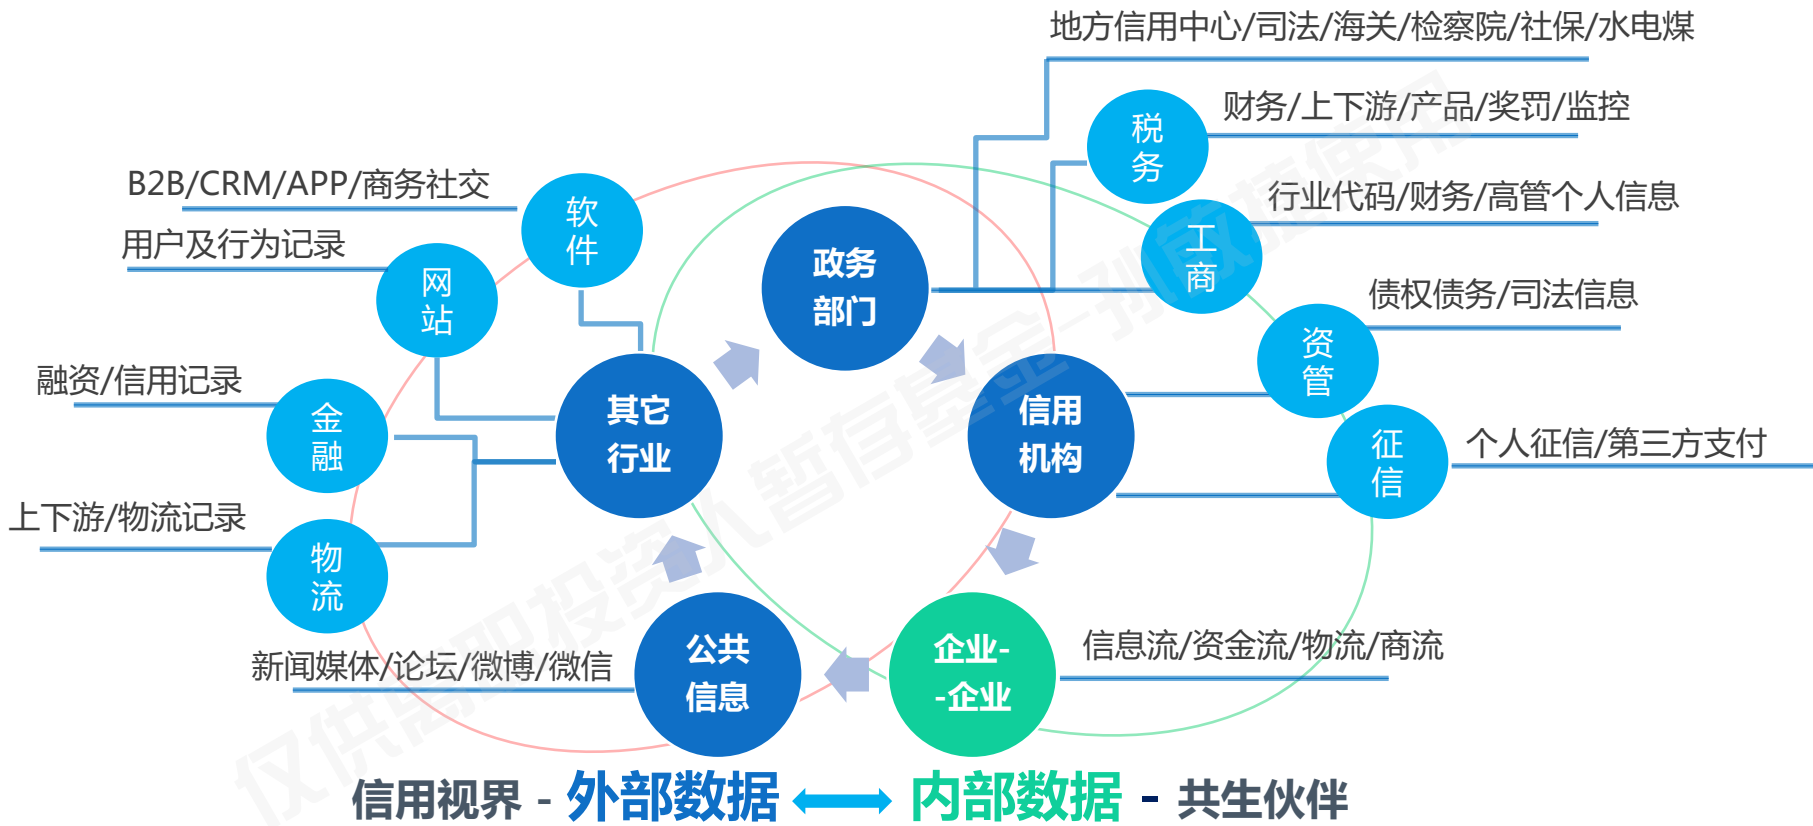 地方信用中心/司法/海关/检察院/社保/水电煤
税
务
财务/上下游/产品/奖罚/监控
工
商
行业代码/财务/高管个人信息
B2B/CRM/APP/商务社交
软
件
用户及行为记录
网
站
政务
部门
资
管
债权债务/司法信息
融资/信用记录
金
融
其它
行业
信用
机构
征
信
个人征信/第三方支付
上下游/物流记录
物
流
新闻媒体/论坛/微博/微信
公共
信息
企业-
-企业
信息流/资金流/物流/商流
信用视界 - 外部数据 内部数据 - 共生伙伴